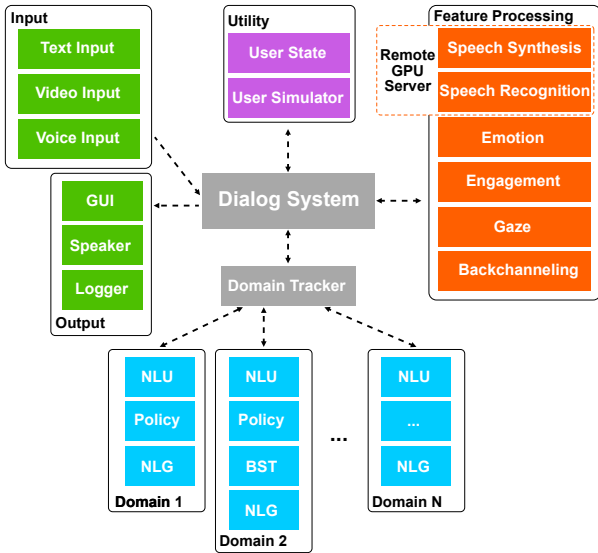 Input
Text Input
Video Input
Voice Input
Utility
User State
User Simulator
Feature Processing
Remote
GPU
Server
Speech Synthesis
Speech Recognition
Emotion
Engagement
Gaze
Backchanneling
Dialog System
GUI
Speaker
Logger
Output
Domain Tracker
NLU
Policy
NLG
Domain 1
NLU
Policy
BST
NLG
Domain 2
...
NLU
...
NLG
Domain N